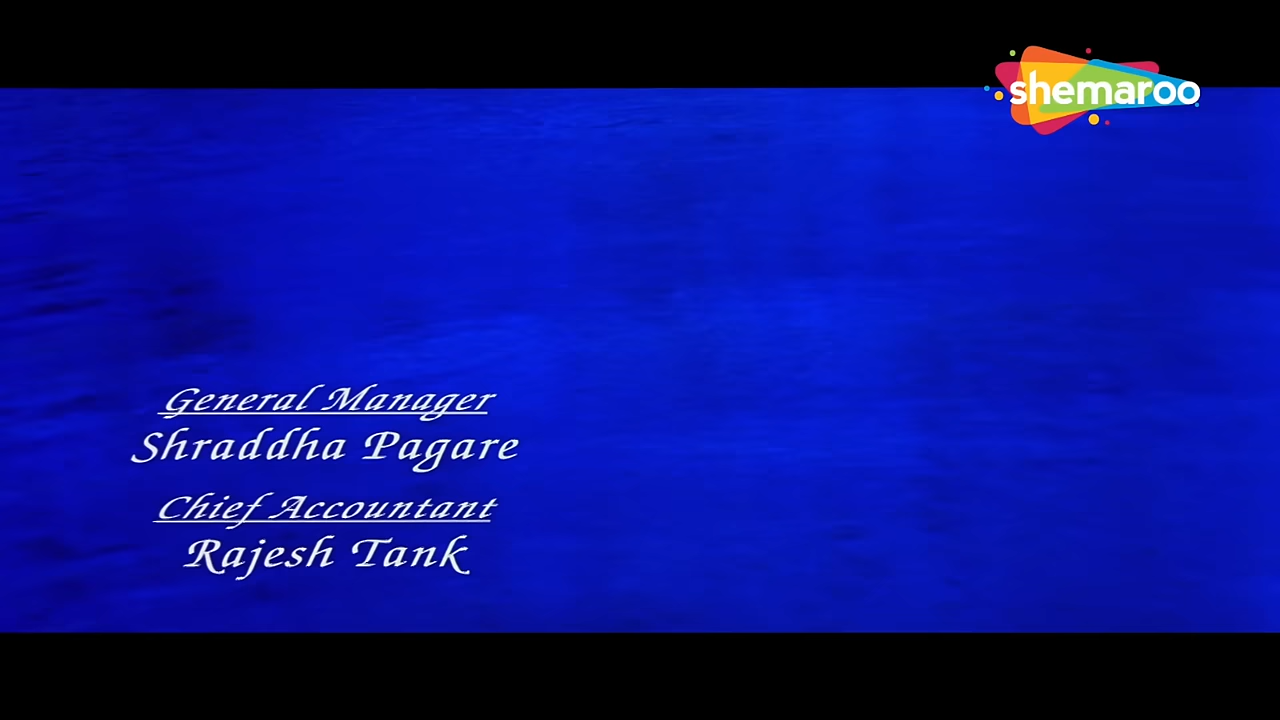 shemaroo
General Manager
Shraddha Pagare
Chief Accountant
Rajesh Tank